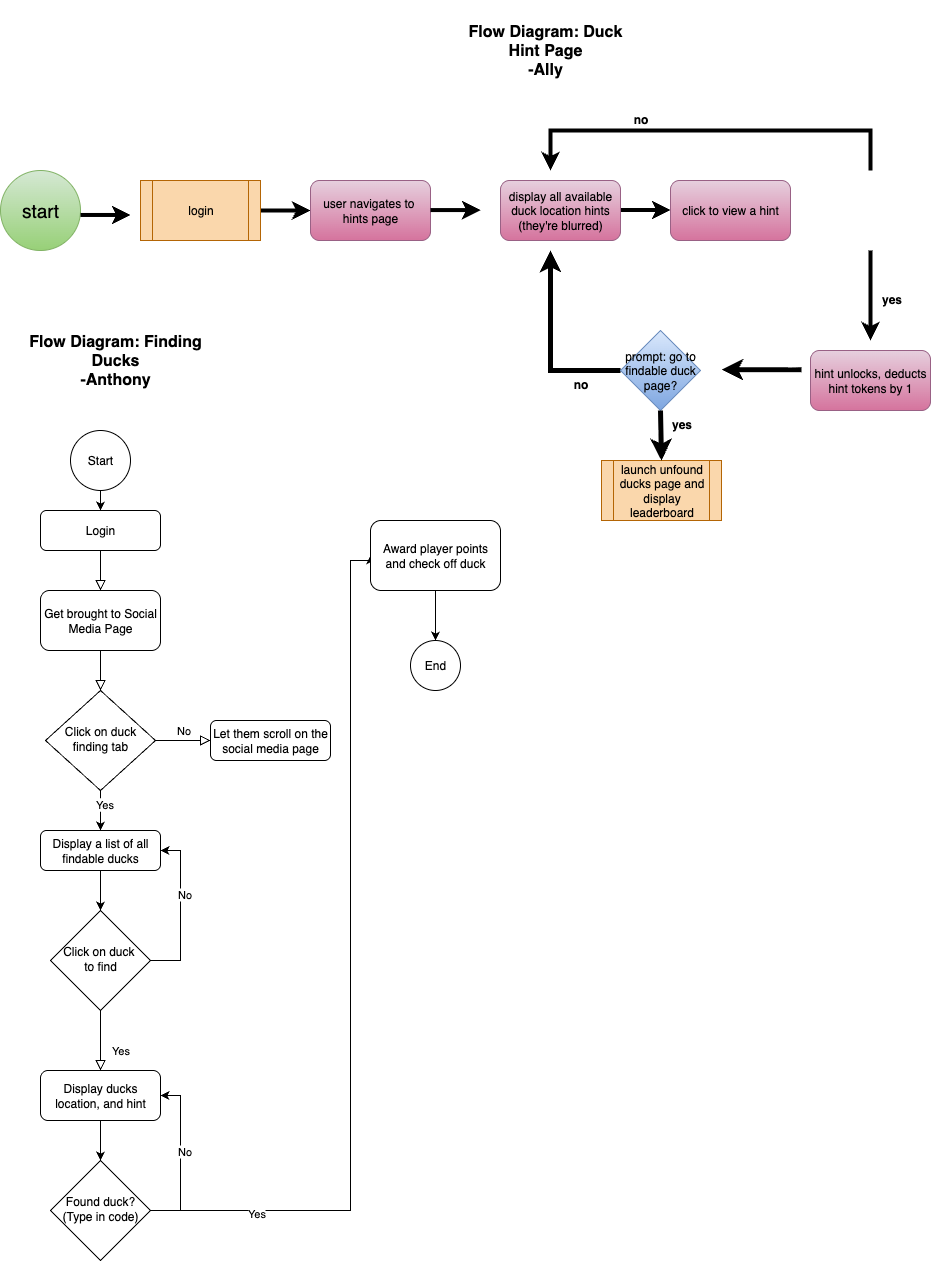 Flow Diagram: Duck
Hint Page
-Ally
no
start
login
user navigates to
hints page
display all available
duck location hints
(they're blurred)
click to view a hint
yes
hint unlocks, deducts
hint tokens by 1
prompt: go to
findable duck
page?
no
yes
launch unfound
ducks page and
display
leaderboard
Flow Diagram: Finding
Ducks
-Anthony
Start
Login
Get brought to Social
Media Page
Click on duck
finding tab
No
Let them scroll on the
social media page
Yes
Display a list of all
findable ducks
No
Click on duck
to find
Yes
Display ducks
location, and hint
No
Found duck?
(Type in code)
Yes
Award player points
and check off duck
End